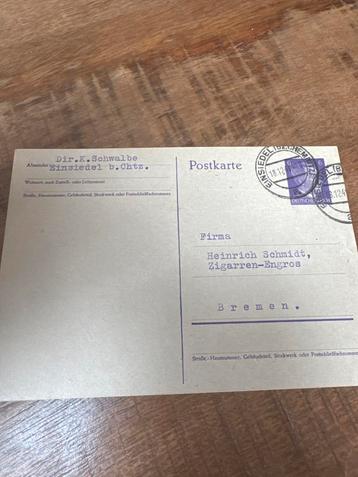 Dir.K.Schwalbe
Absender: Einsiedel b.Chtz.
Wohnort, auch Zustell- oder Leitpostamt
Straße, Hausnummer, Gebäudeteil, Stockwerk oder Postschließfachnummer
Postkarte
EINSIEDEL
DEUTSCHES
Firma
Heinrich Schmidt,
Zigarren-Engros
Bremen.
Straße, Hausnummer, Gebäudeteil, Stockwerk oder Postschließfachnummer